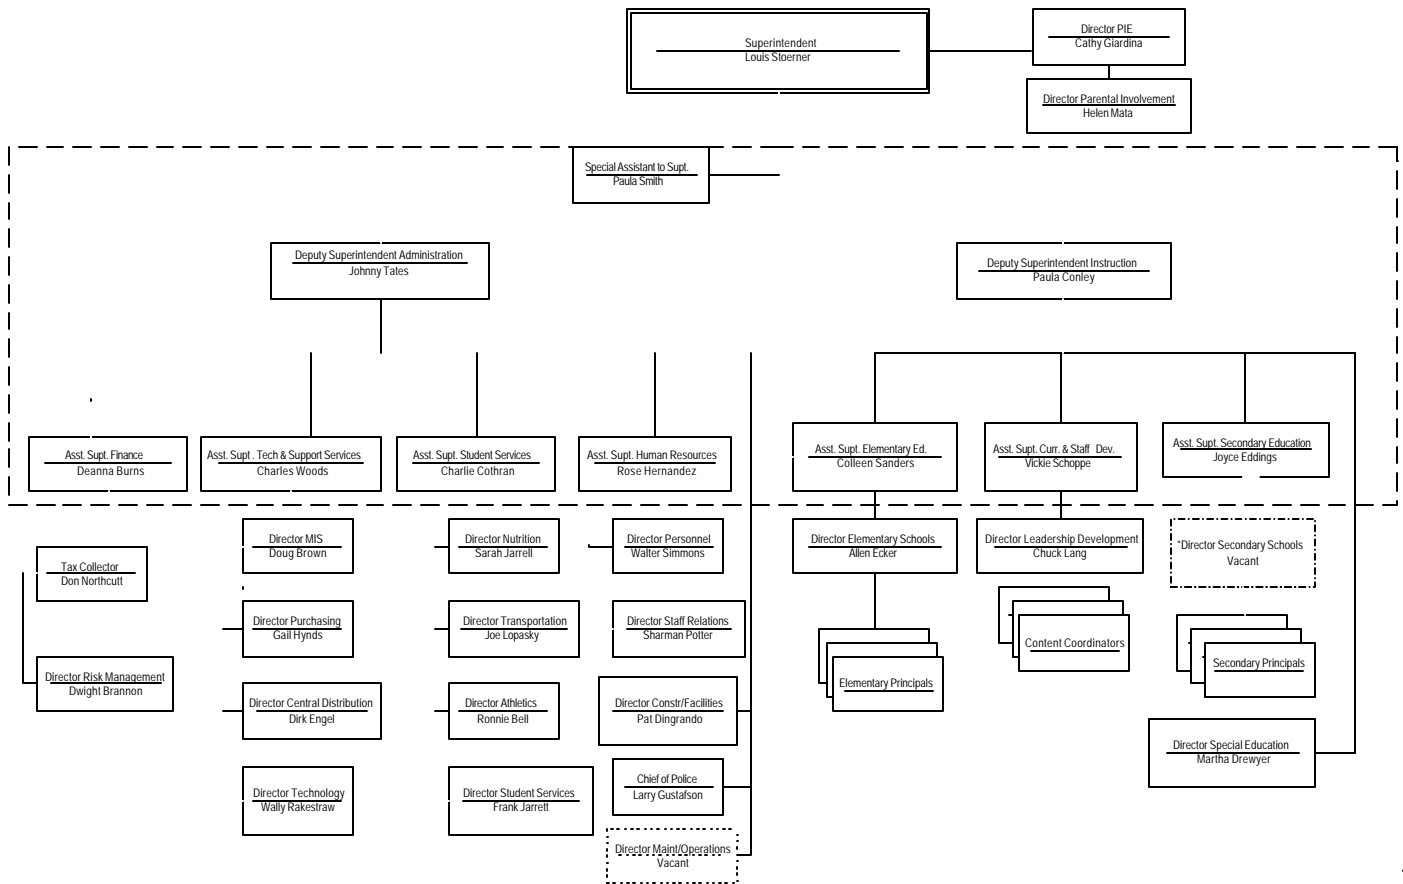 Superintendent
Louis Stoerner
Director PIE
Cathy Giardina
Director Parental Involvement
Helen Mata
Special Assistant to Supt.
Paula Smith
Deputy Superintendent Administration
Johnny Tates
Deputy Superintendent Instruction
Paula Conley
Asst. Supt. Finance
Deanna Burns
Asst. Supt . Tech & Support Services
Charles Woods
Asst. Supt. Student Services
Charlie Cothran
Asst. Supt. Human Resources
Rose Hernandez
Asst. Supt. Elementary Ed.
Colleen Sanders
Asst. Supt. Curr. & Staff Dev.
Vickie Schoppe
Asst. Supt. Secondary Education
Joyce Eddings
Tax Collector
Don Northcutt
Director Risk Management
Dwight Brannon
Director MIS
Doug Brown
Director Purchasing
Gail Hynds
Director Central Distribution
Dirk Engel
Director Technology
Wally Rakestraw
Director Nutrition
Sarah Jarrell
Director Transportation
Joe Lopasky
Director Athletics
Ronnie Bell
Director Student Services
Frank Jarrett
Director Personnel
Walter Simmons
Director Staff Relations
Sharman Potter
Director Constr/Facilities
Pat Dingrando
Chief of Police
Larry Gustafson
Director Maint/Operations
Vacant
Director Elementary Schools
Allen Ecker
Elementary Principals
Director Leadership Development
Chuck Lang
Content Coordinators
*Director Secondary Schools
Vacant
Secondary Principals
Director Special Education
Martha Drewyer